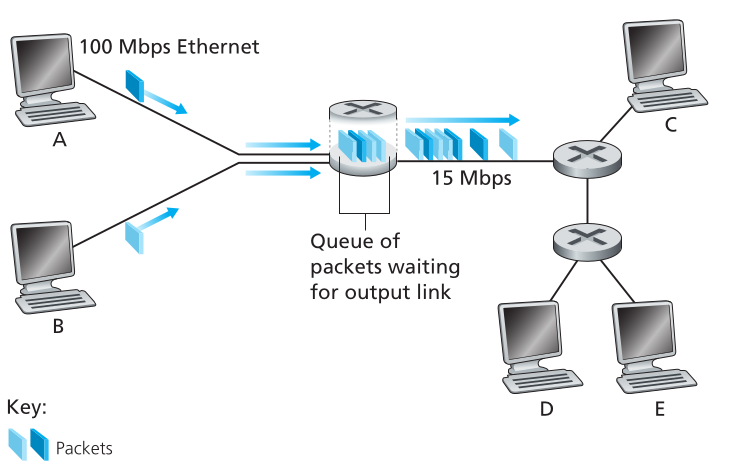 100 Mbps Ethernet
A
C
15 Mbps
Queue of
packets waiting
for output link
B
D
E
Key:
Packets